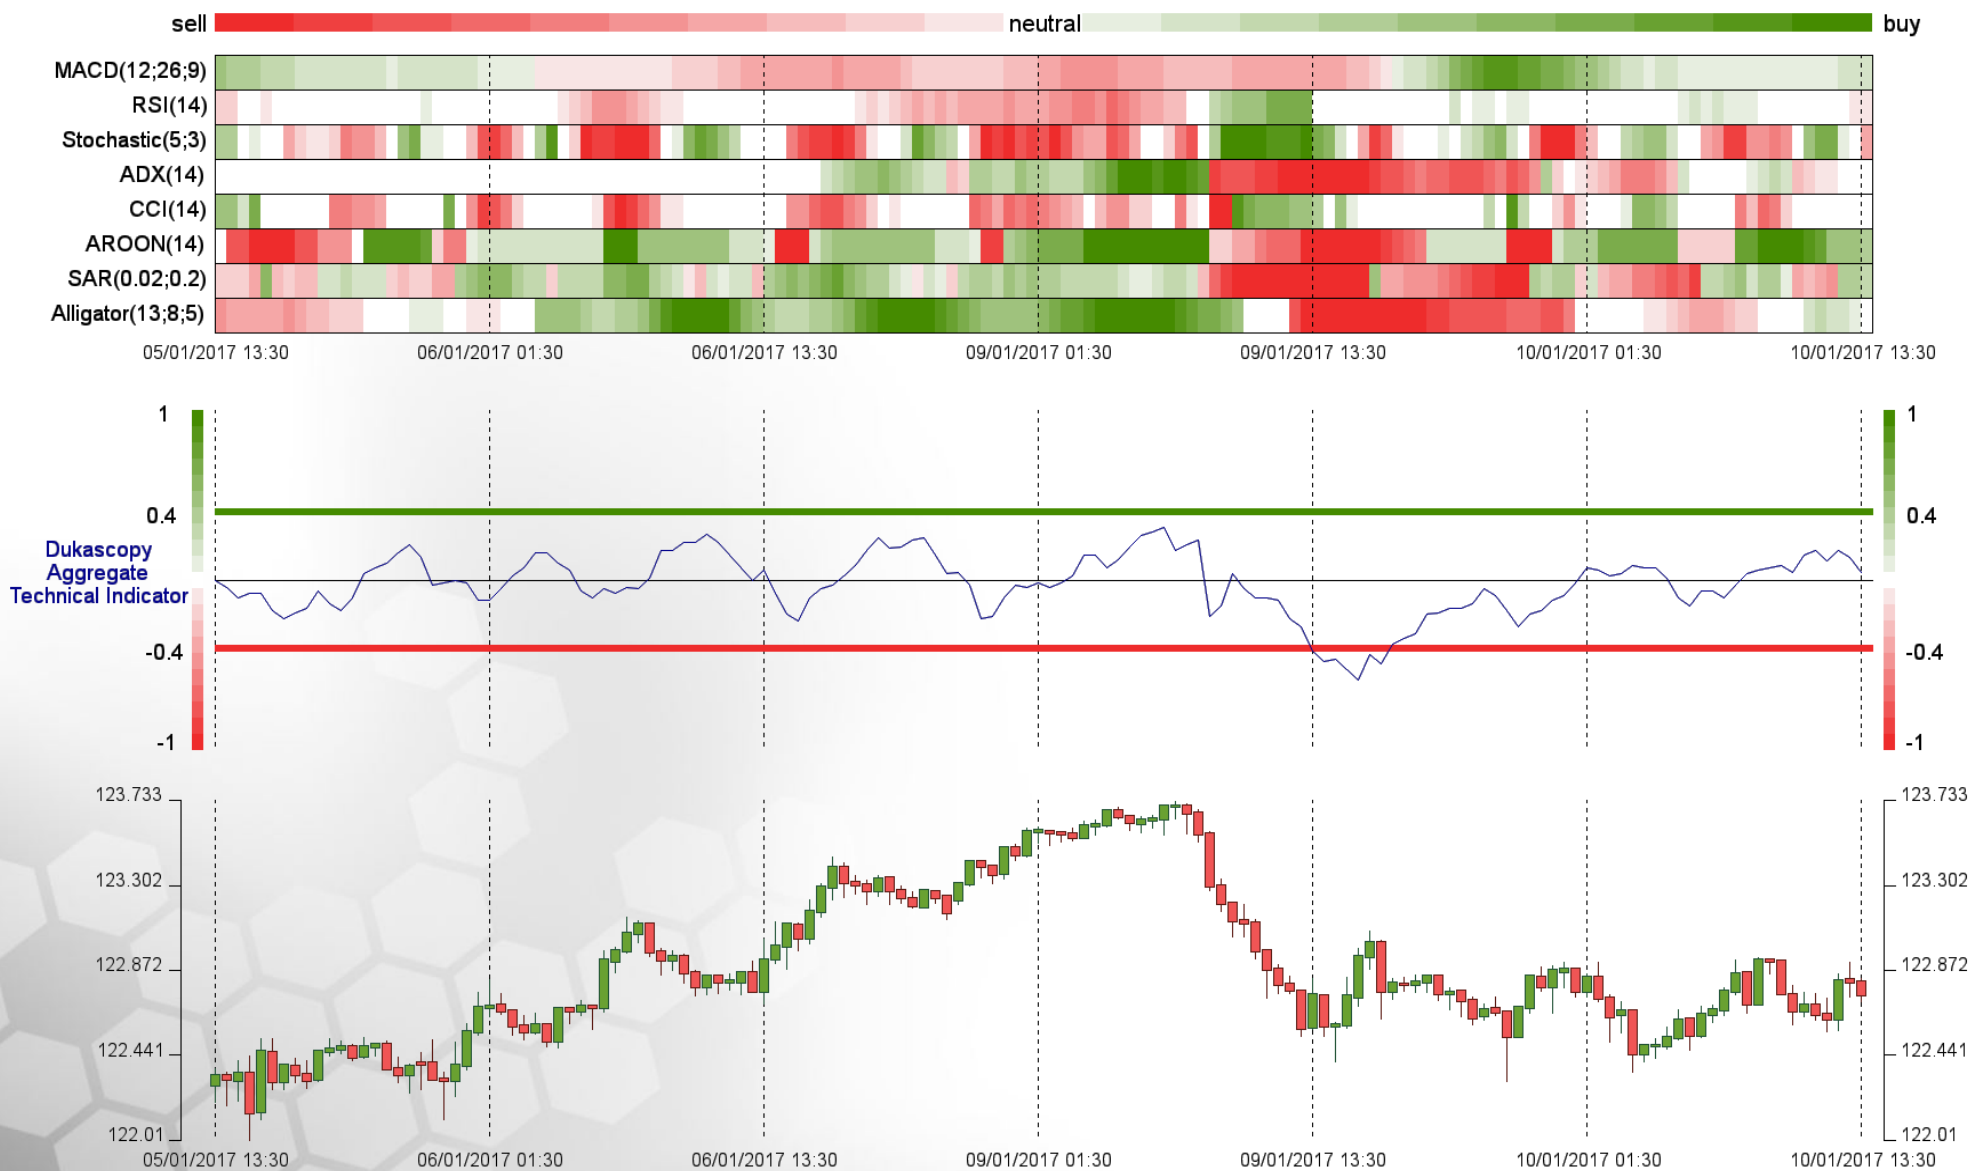 sell neutral buy
MACD(12;26;9)
RSI(14)
Stochastic(5;3)
ADX(14)
CCI(14)
AROON(14)
SAR(0.02;0.2)
Alligator(13;8;5)
05/01/2017 13:30 06/01/2017 01:30 06/01/2017 13:30 09/01/2017 01:30 09/01/2017 13:30 10/01/2017 01:30 10/01/2017 13:30
1 1
0.4 0.4
Dukascopy
Aggregate
Technical Indicator
-0.4 -0.4
-1 -1
123.733 123.733
123.302 123.302
122.872 122.872
122.441 122.441
122.01 122.01
05/01/2017 13:30 06/01/2017 01:30 06/01/2017 13:30 09/01/2017 01:30 09/01/2017 13:30 10/01/2017 01:30 10/01/2017 13:30